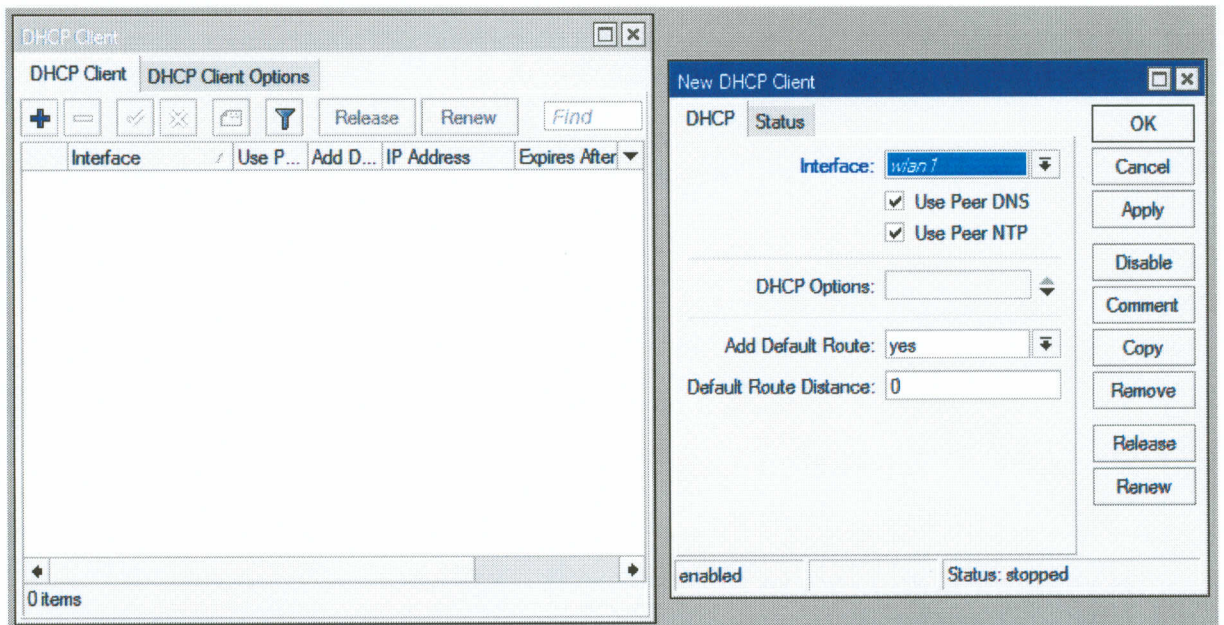 DHCP Client
DHCP Client DHCP Client Options
Release Renew Find
Interface Use P... Add D... IP Address Expires After
0 items
New DHCP Client
DHCP Status
Interface: wlan1
Use Peer DNS
Use Peer NTP
DHCP Options:
Add Default Route: yes
Default Route Distance: 0
OK
Cancel
Apply
Disable
Comment
Copy
Remove
Release
Renew
enabled Status: stopped